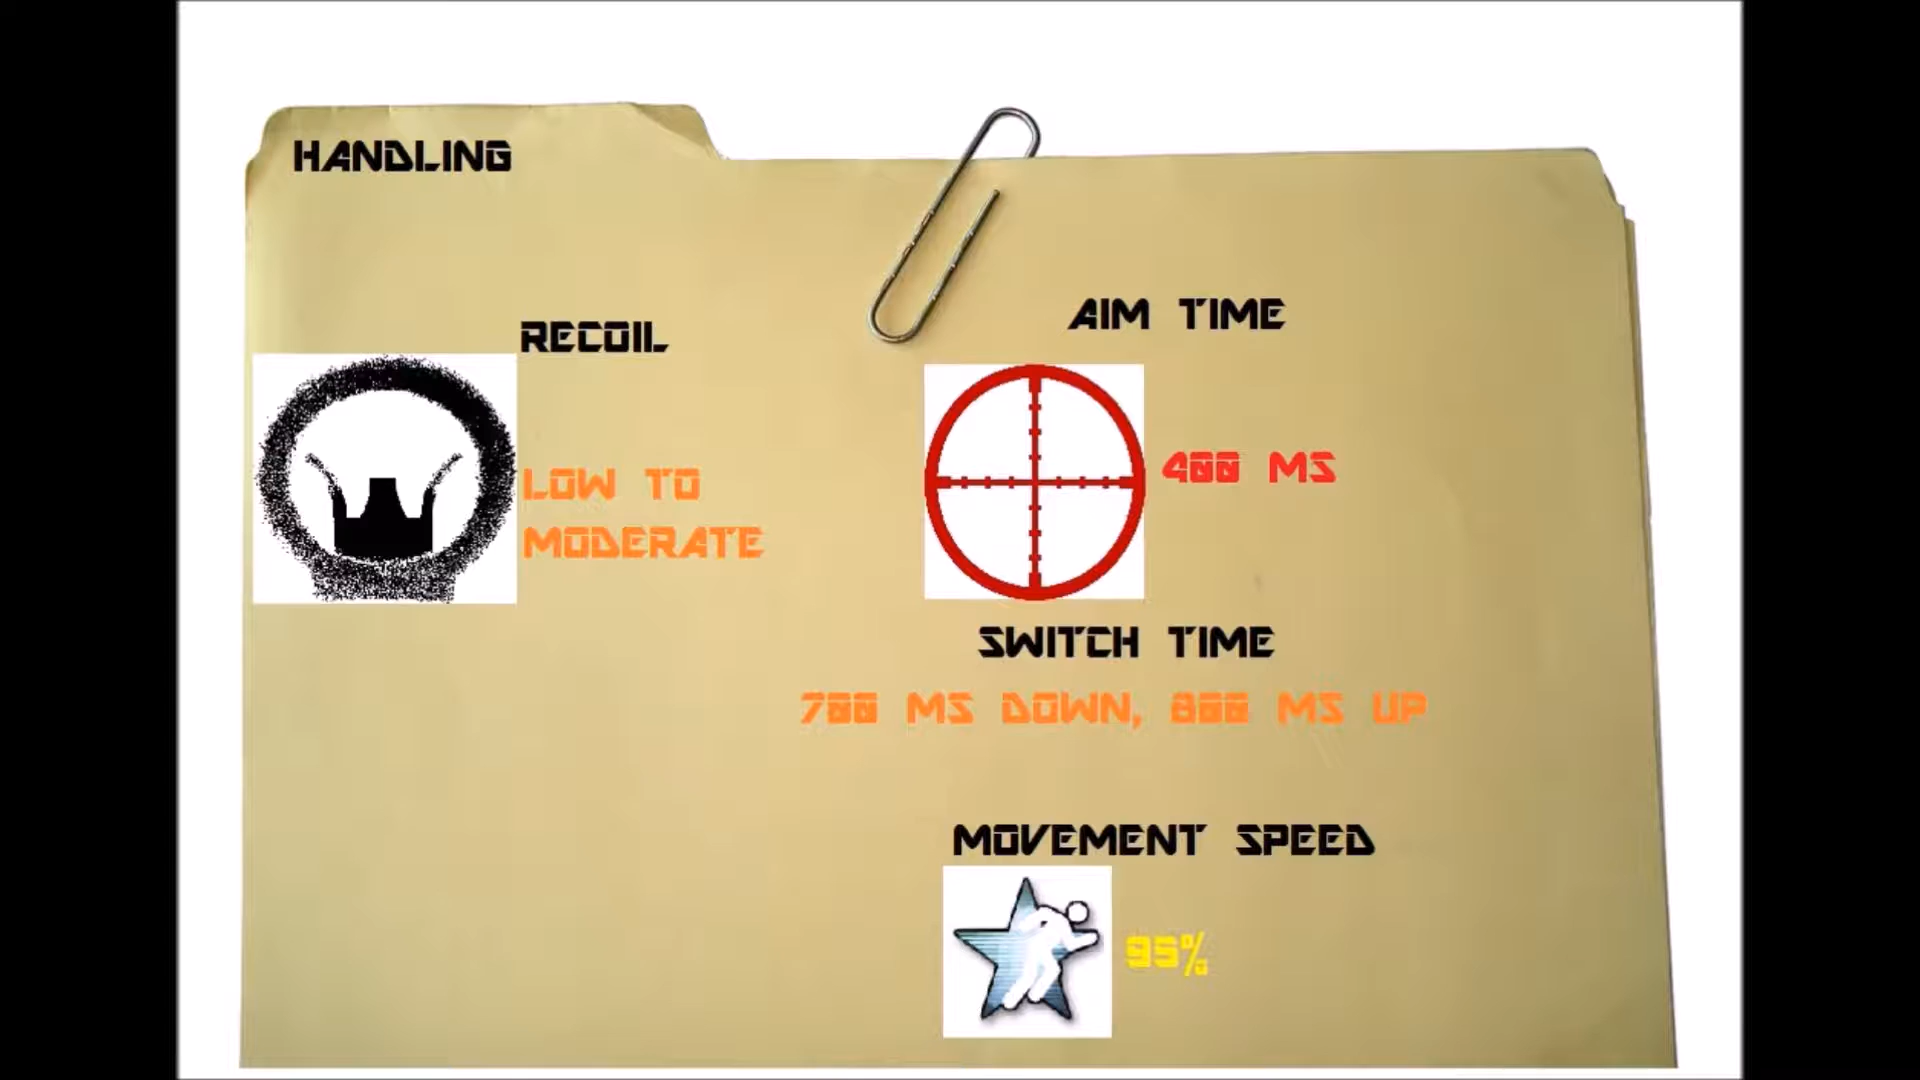 HANDLING
RECOIL
LOW TO
MODERATE
AIM TIME
400 MS
SWITCH TIME
700 MS DOWN, 800 MS UP
MOVEMENT SPEED
95%